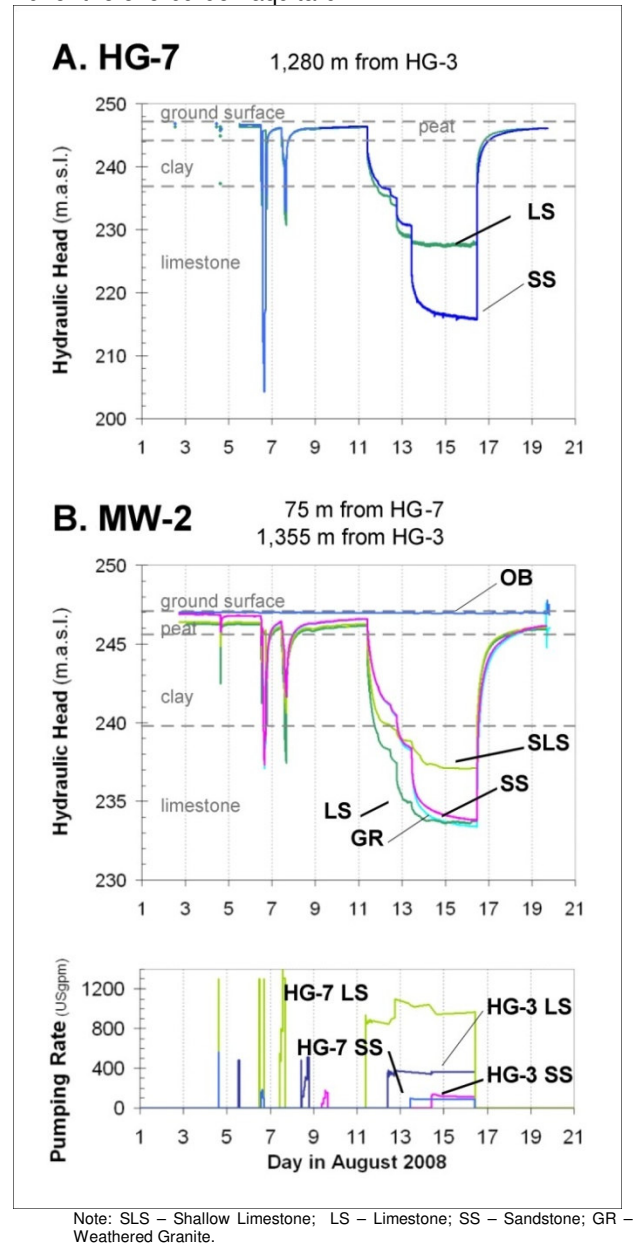 A. HG-7
1,280 m from HG-3
250
240
230
220
210
200
Hydraulic Head (m.a.s.l.)
ground surface
peat
clay
limestone
LS
SS
1 3 5 7 9 11 13 15 17 19 21
B. MW-2
75 m from HG-7
1,355 m from HG-3
250
245
240
235
230
Hydraulic Head (m.a.s.l.)
OB
ground surface
peat
clay
SLS
limestone
SS
LS
GR
1 3 5 7 9 11 13 15 17 19 21
1200
800
400
0
Pumping Rate (USgpm)
HG-7 LS
HG-3 LS
HG-7 SS
HG-3 SS
1 3 5 7 9 11 13 15 17 19 21
Day in August 2008
Note: SLS – Shallow Limestone; LS – Limestone; SS – Sandstone; GR –
Weathered Granite.